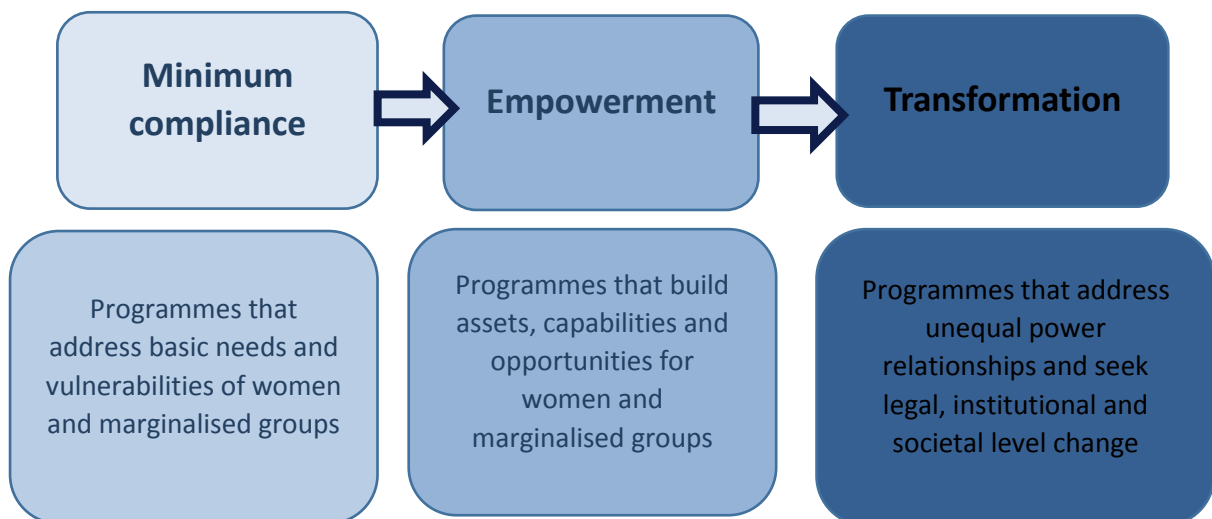 Minimum
compliance
Empowerment
Transformation
Programmes that
address basic needs and
vulnerabilities of women
and marginalised groups
Programmes that build
assets, capabilities and
opportunities for
women and
marginalised groups
Programmes that address
unequal power
relationships and seek
legal, institutional and
societal level change